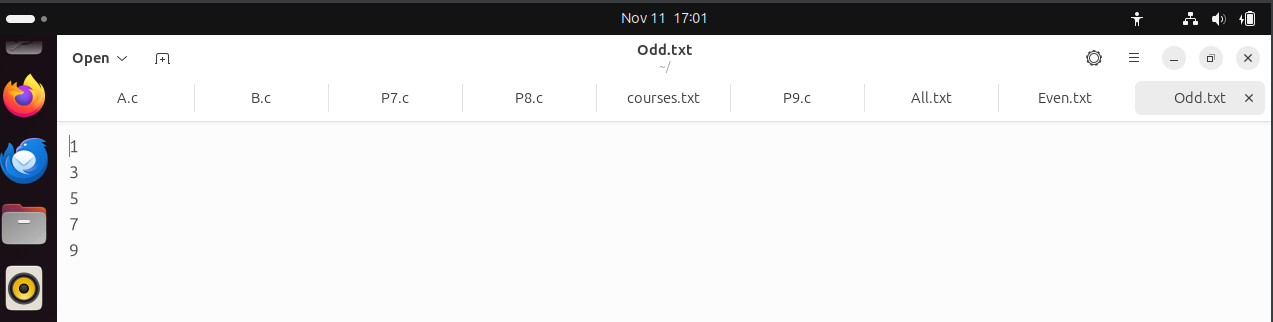 Nov 11 17:01
Open
Odd.txt
~/
A.c
B.c
P7.c
P8.c
courses.txt
P9.c
All.txt
Even.txt
Odd.txt
1
3
5
7
9